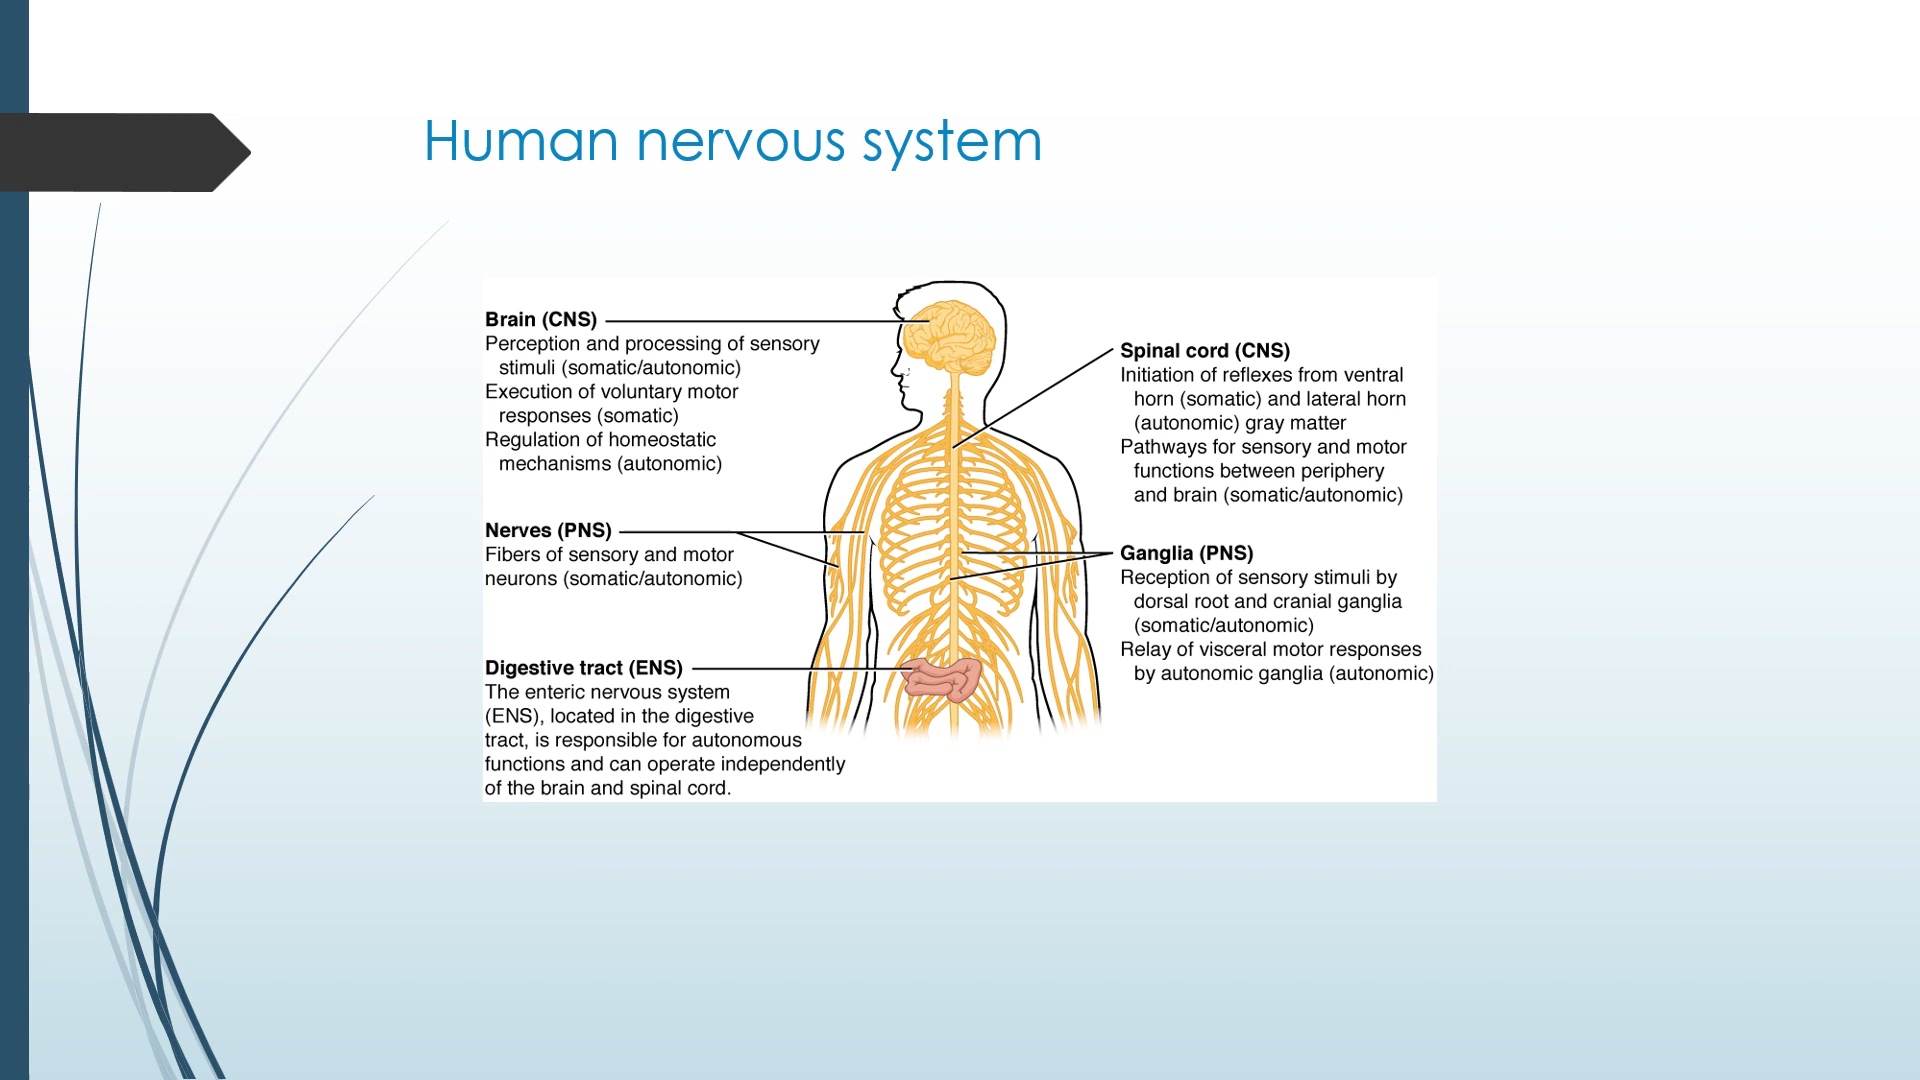 Human nervous system
Brain (CNS)
Perception and processing of sensory
stimuli (somatic/autonomic)
Execution of voluntary motor
responses (somatic)
Regulation of homeostatic
mechanisms (autonomic)
Nerves (PNS)
Fibers of sensory and motor
neurons (somatic/autonomic)
Digestive tract (ENS)
The enteric nervous system
(ENS), located in the digestive
tract, is responsible for autonomous
functions and can operate independently
of the brain and spinal cord.
Spinal cord (CNS)
Initiation of reflexes from ventral
horn (somatic) and lateral horn
(autonomic) gray matter
Pathways for sensory and motor
functions between periphery
and brain (somatic/autonomic)
Ganglia (PNS)
Reception of sensory stimuli by
dorsal root and cranial ganglia
(somatic/autonomic)
Relay of visceral motor responses
by autonomic ganglia (autonomic)